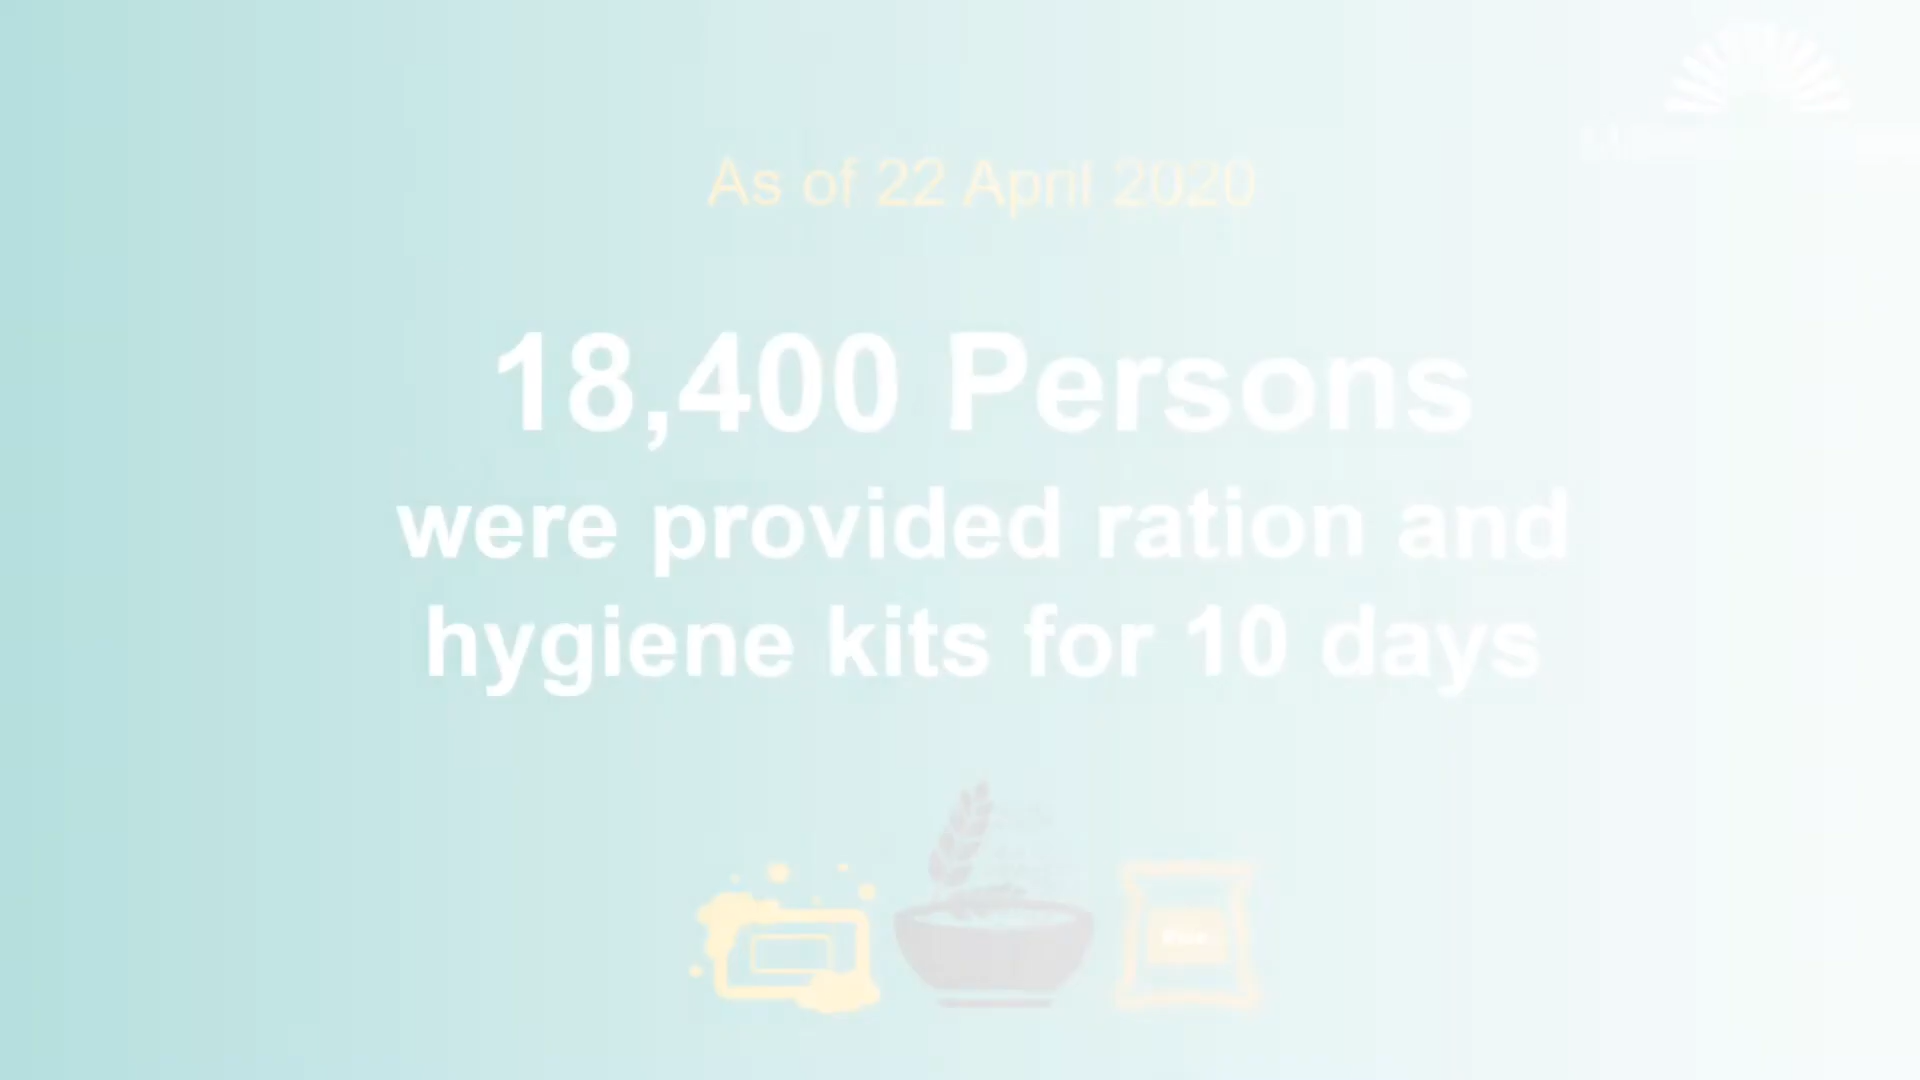 As of 22 April 2020
18,400 Persons
were provided ration and
hygiene kits for 10 days